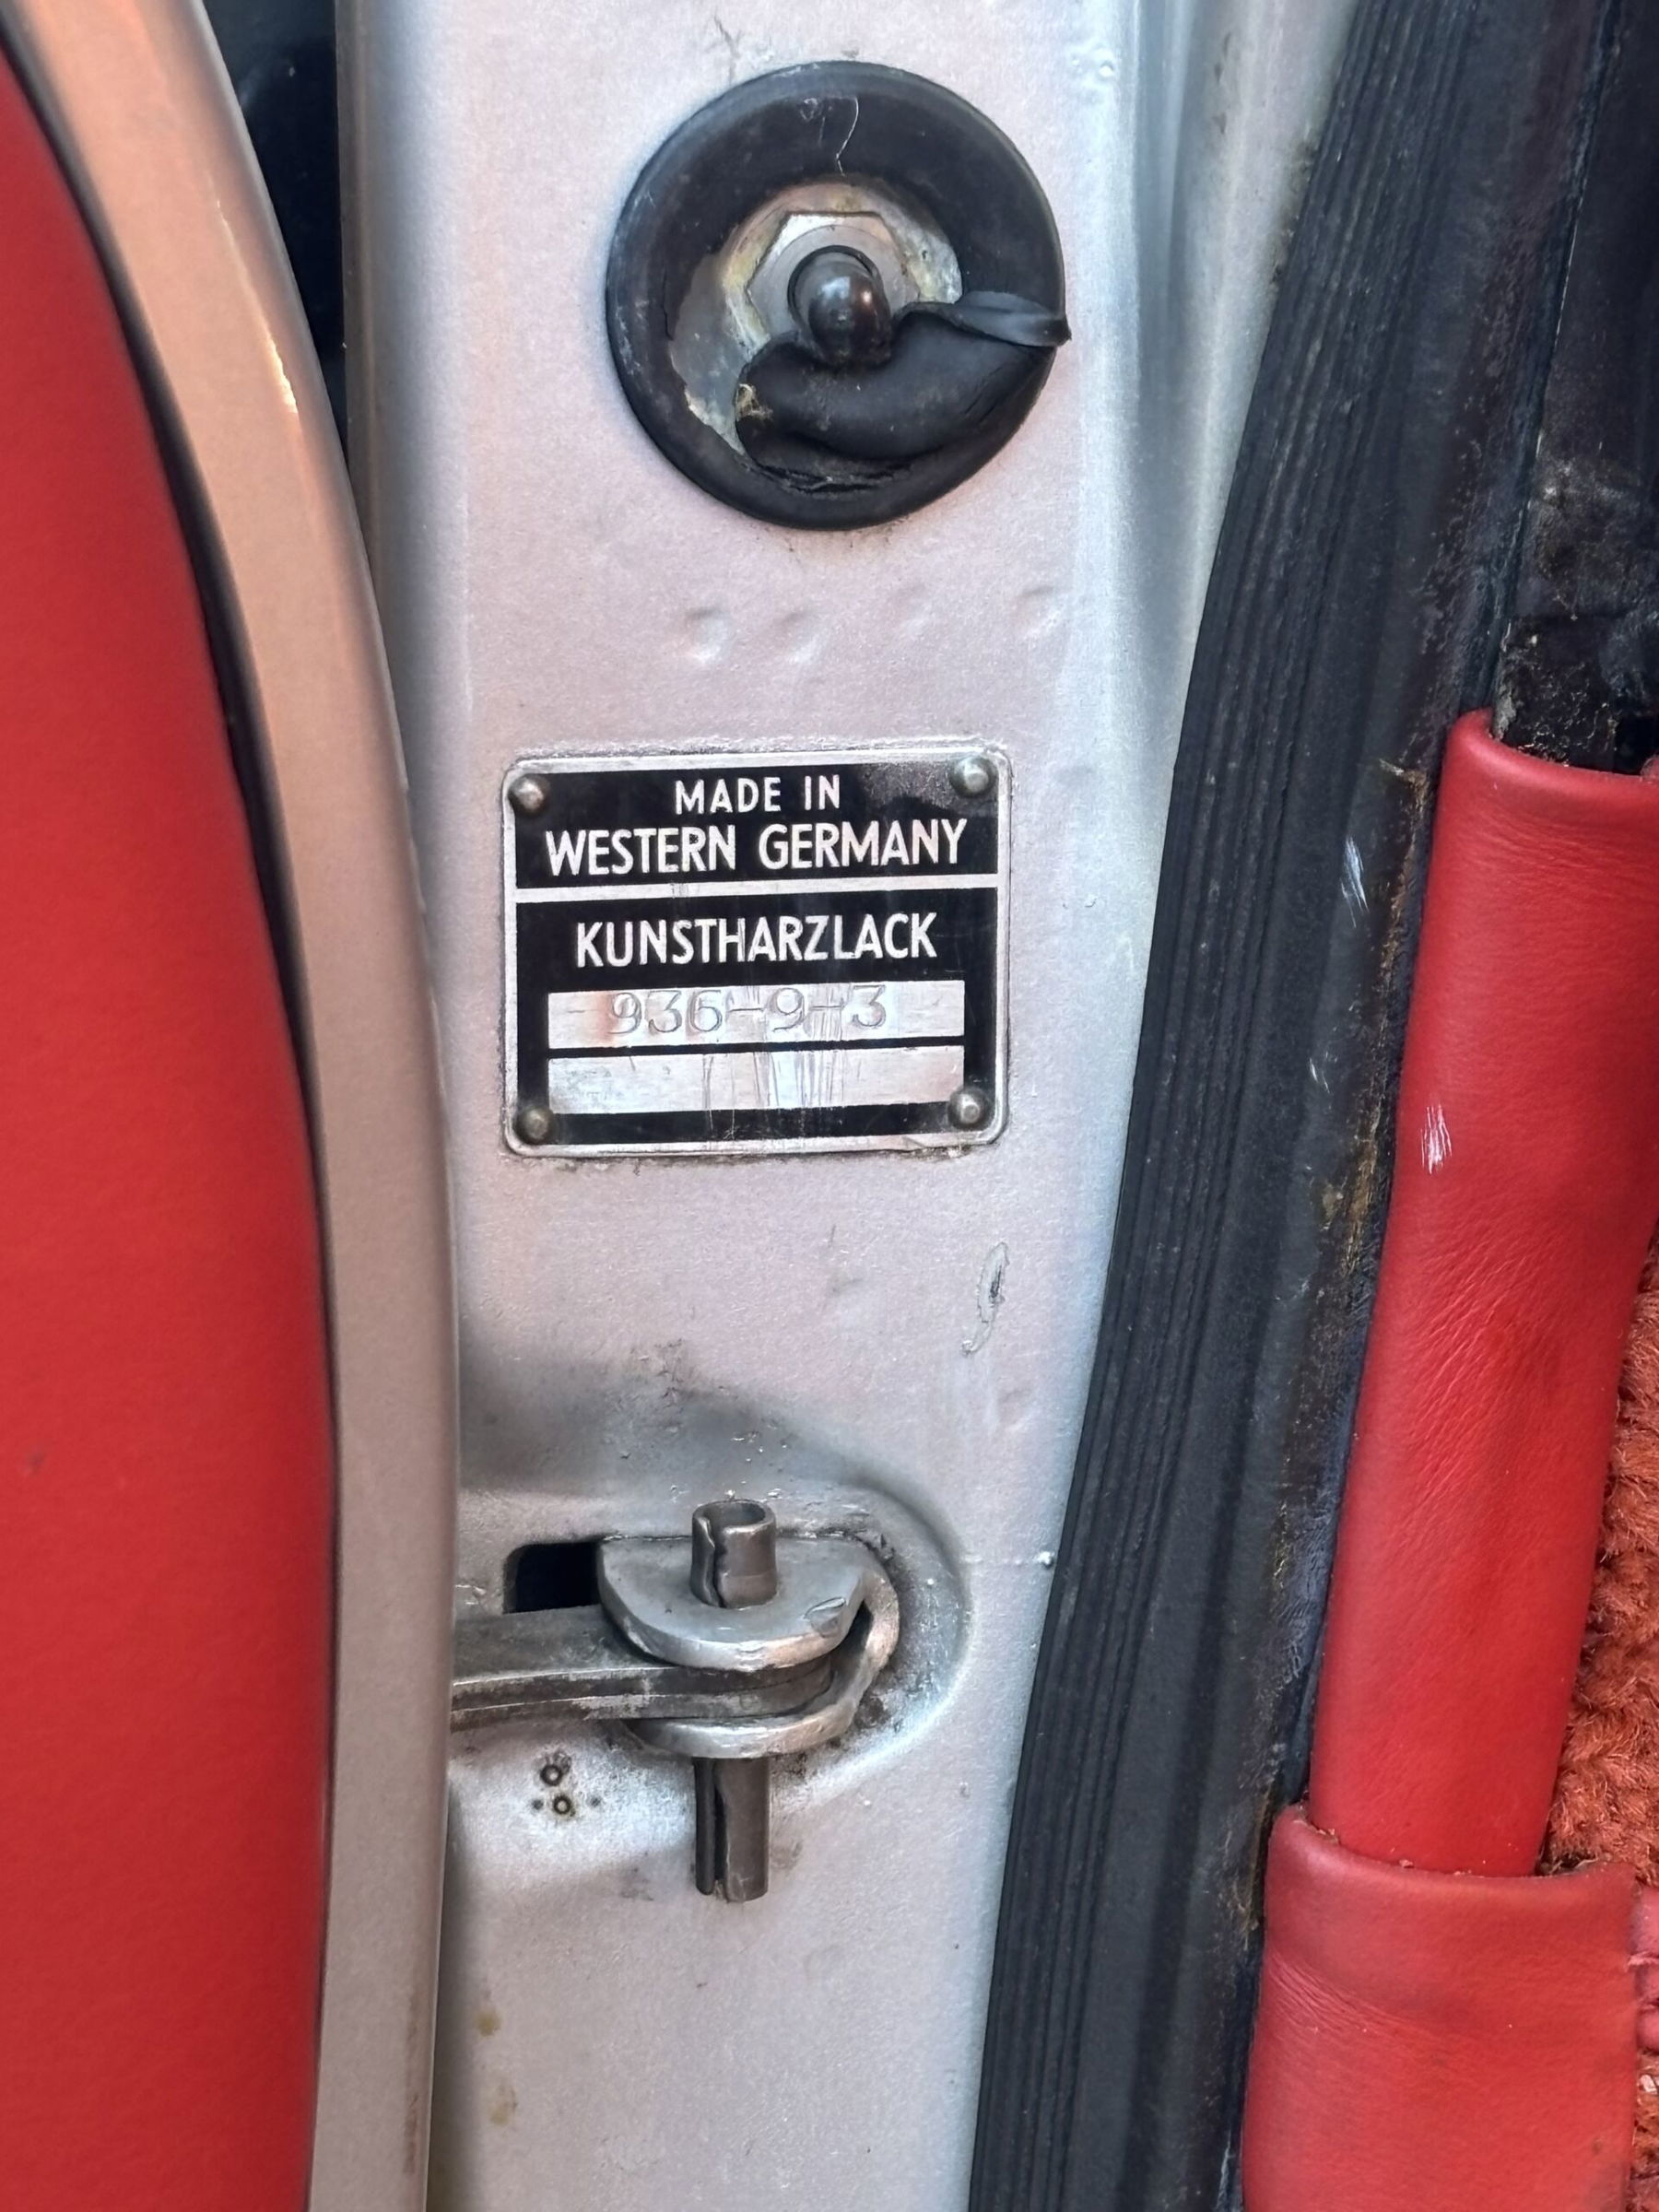 MADE IN
WESTERN GERMANY
KUNSTHARZLACK
936-9-3